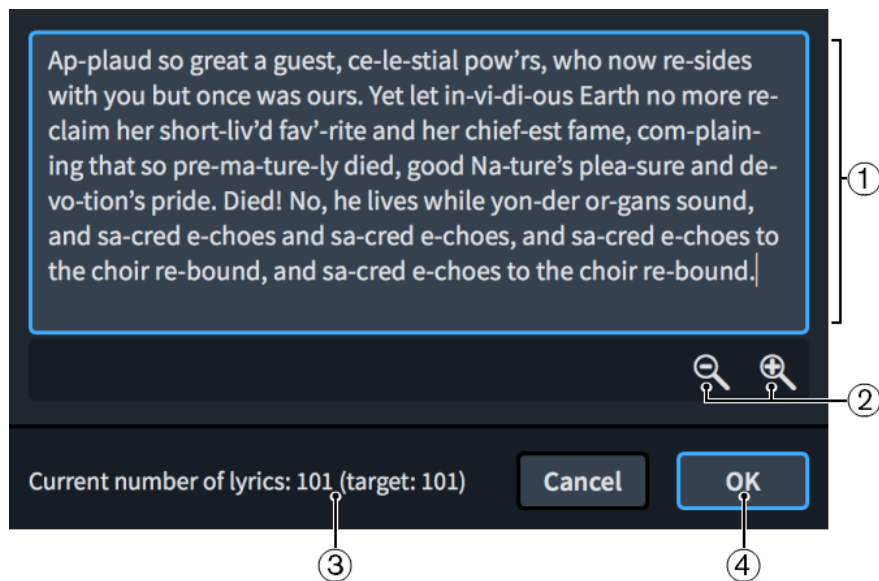 Ap-plaud so great a guest, ce-le-stial pow’rs, who now re-sides
with you but once was ours. Yet let in-vi-di-ous Earth no more re-
claim her short-liv’d fav’-rite and her chief-est fame, com-plain-
ing that so pre-ma-ture-ly died, good Na-ture’s plea-sure and de-
vo-tion’s pride. Died! No, he lives while yon-der or-gans sound,
and sa-cred e-choes and sa-cred e-choes, and sa-cred e-choes to
the choir re-bound, and sa-cred e-choes to the choir re-bound.
①
②
Current number of lyrics: 101 (target: 101) Cancel OK
③ ④